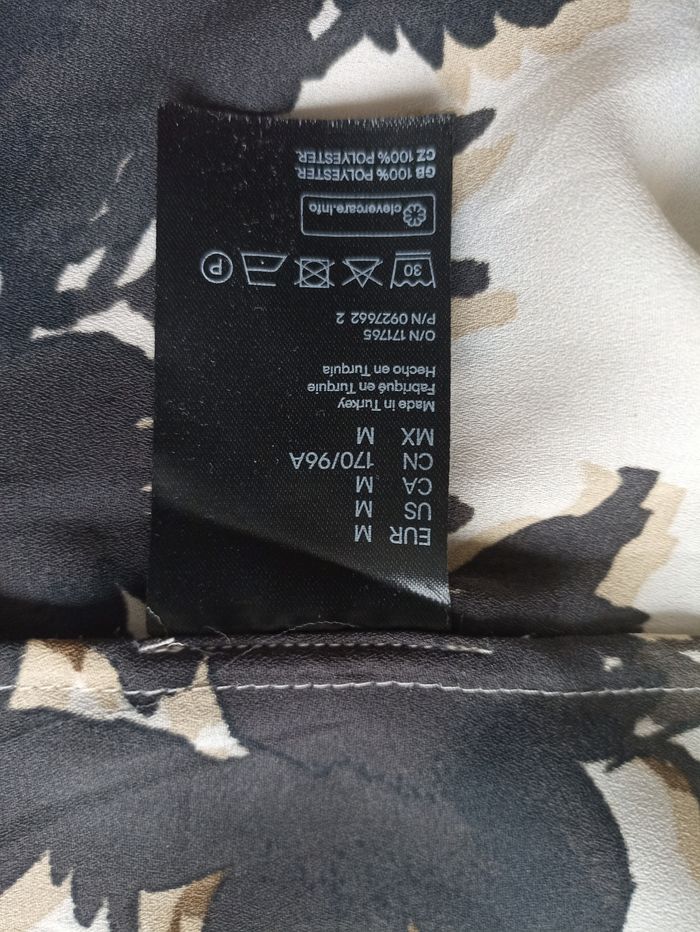 EUR M
US M
CA M
CN 170/96A
MX M
Made in Turkey
Fabriqué en Turquie
Hecho en Turquía
O/N 171765
P/N 0927662 2
30
P
clevercare.info
GB 100% POLYESTER.
CZ 100% POLYESTER.